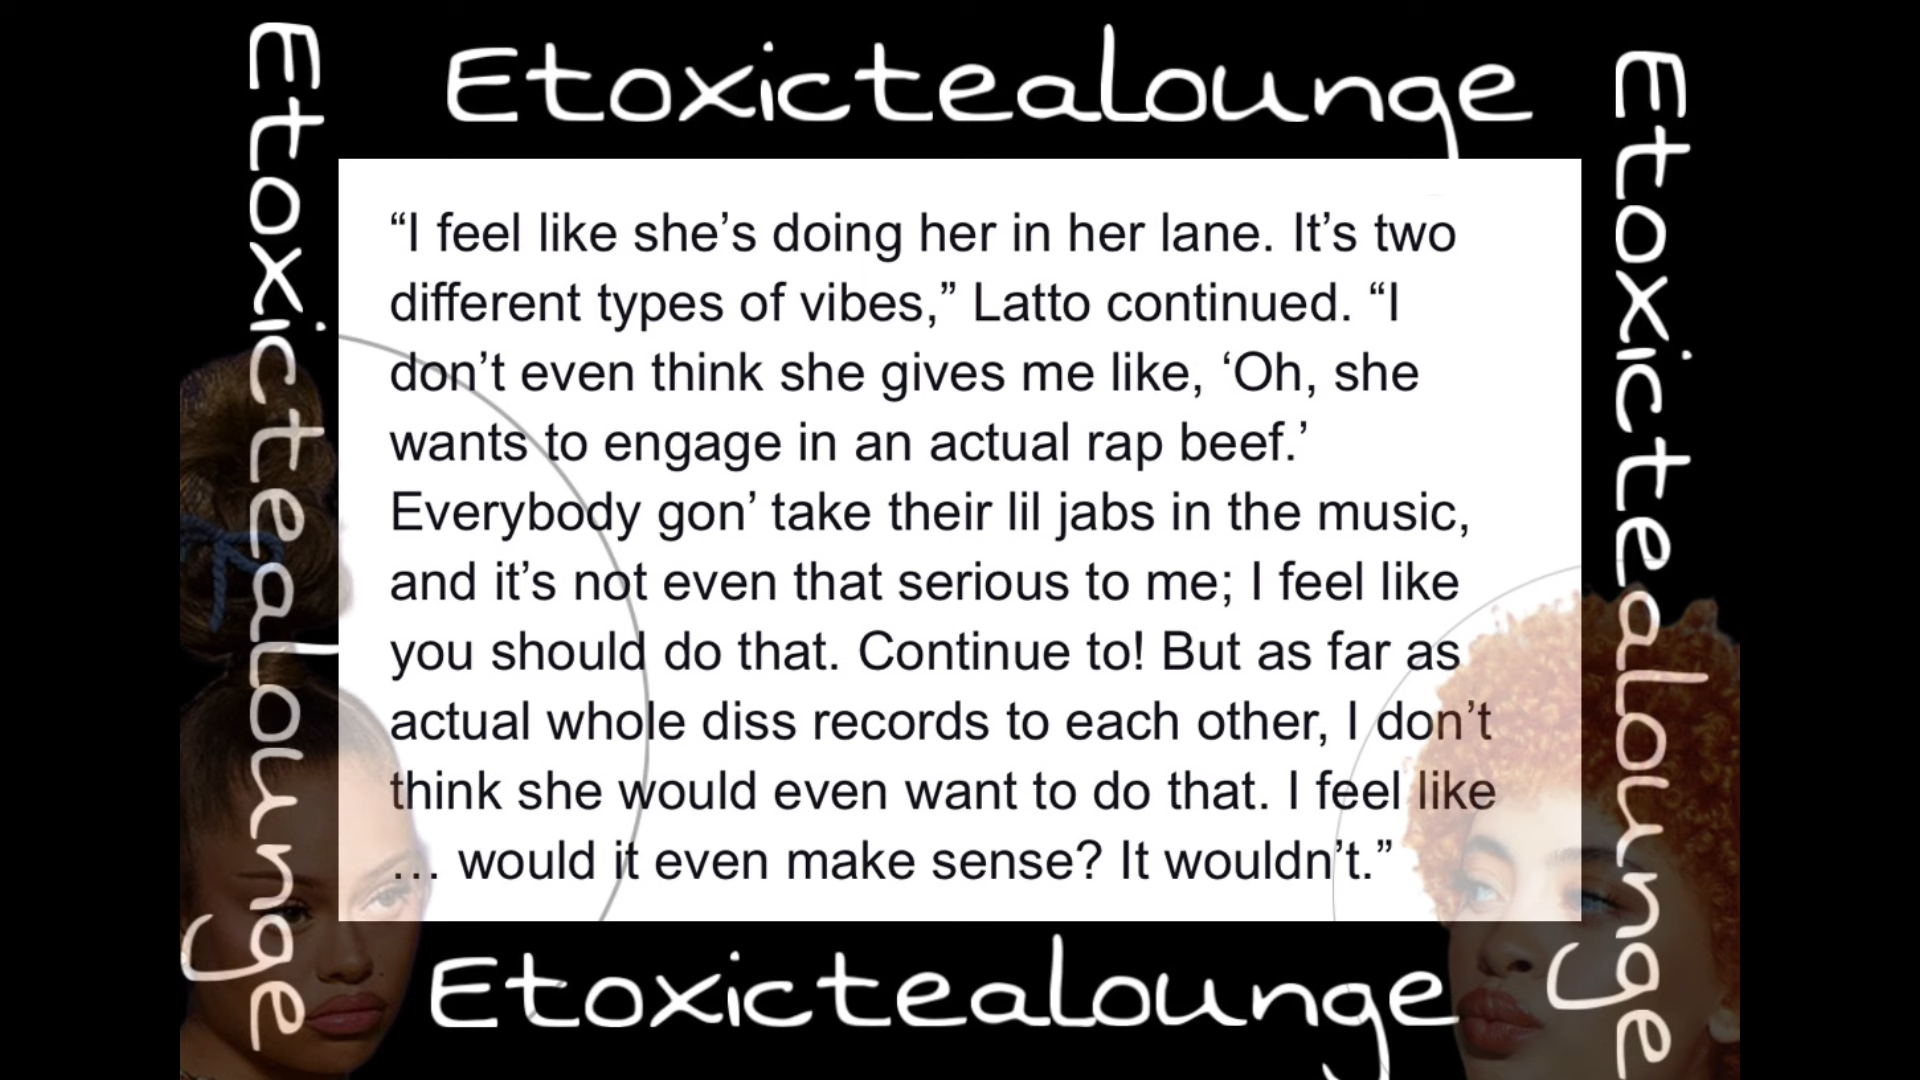 Etoxictealounge
Etoxictealounge
Etoxictealounge
“I feel like she’s doing her in her lane. It’s two
different types of vibes,” Latto continued. “I
don’t even think she gives me like, ‘Oh, she
wants to engage in an actual rap beef.’
Everybody gon’ take their lil jabs in the music,
and it’s not even that serious to me; I feel like
you should do that. Continue to! But as far as
actual whole diss records to each other, I don’t
think she would even want to do that. I feel like
… would it even make sense? It wouldn’t.”
Etoxictealounge